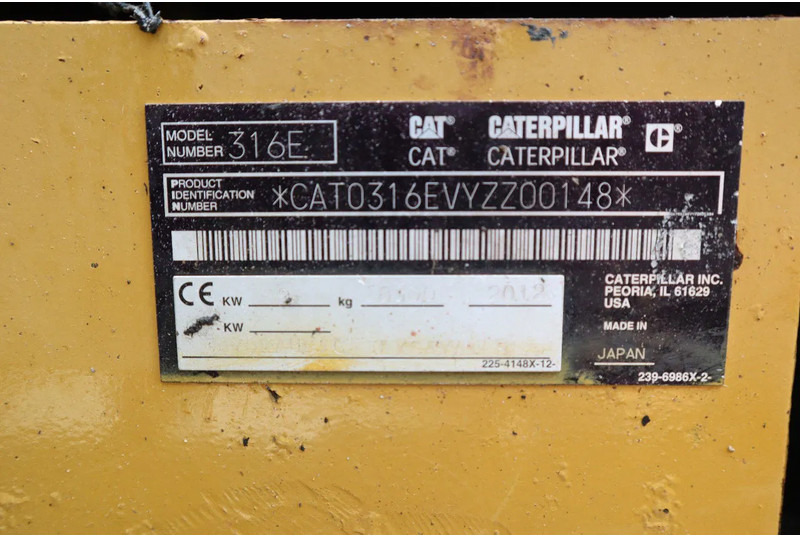 MODEL NUMBER 316E
CAT® CATERPILLAR® C®
CAT® CATERPILLAR®
PRODUCT IDENTIFICATION NUMBER *CAT0316EVYZZ00148*
CATERPILLAR INC.
PEORIA, IL 61629
USA
CE KW kg 2012
KW
MADE IN
JAPAN
225-4148X-12-
239-6986X-2-